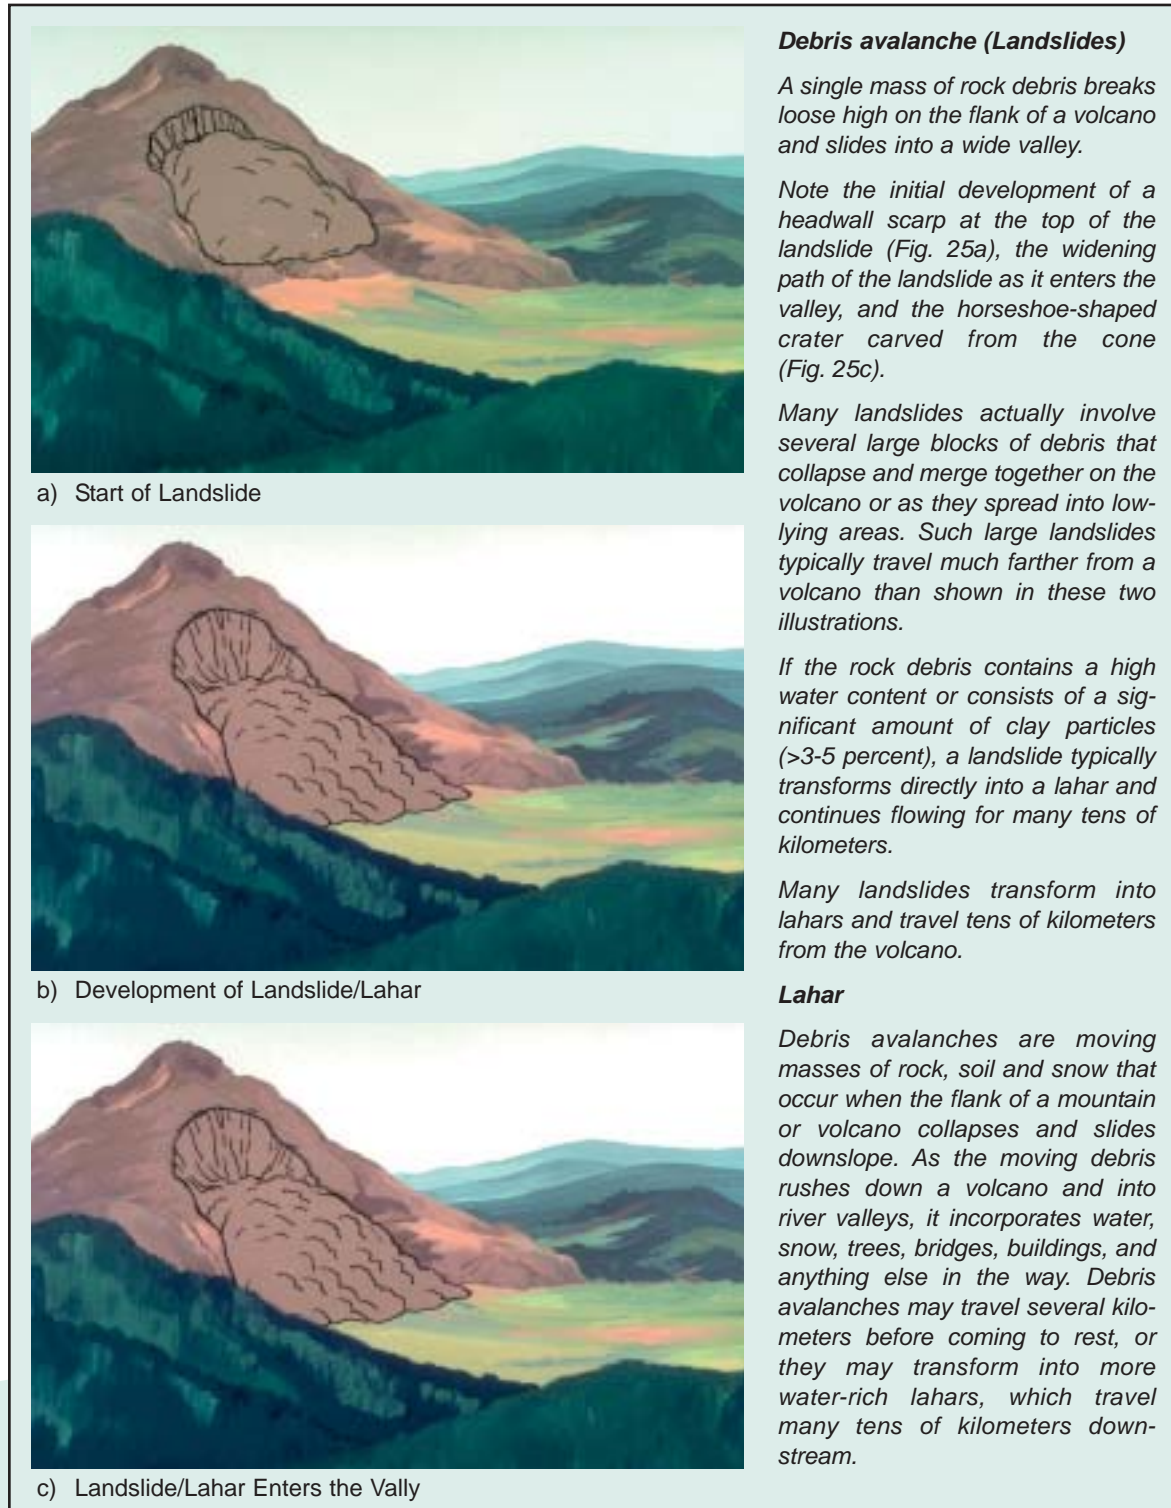 Debris avalanche (Landslides)
A single mass of rock debris breaks
loose high on the flank of a volcano
and slides into a wide valley.
Note the initial development of a
headwall scarp at the top of the
landslide (Fig. 25a), the widening
path of the landslide as it enters the
valley, and the horseshoe-shaped
crater carved from the cone
(Fig. 25c).
Many landslides actually involve
several large blocks of debris that
collapse and merge together on the
volcano or as they spread into low-
lying areas. Such large landslides
typically travel much farther from a
volcano than shown in these two
illustrations.
If the rock debris contains a high
water content or consists of a sig-
nificant amount of clay particles
(>3-5 percent), a landslide typically
transforms directly into a lahar and
continues flowing for many tens of
kilometers.
Many landslides transform into
lahars and travel tens of kilometers
from the volcano.
Lahar
Debris avalanches are moving
masses of rock, soil and snow that
occur when the flank of a mountain
or volcano collapses and slides
downslope. As the moving debris
rushes down a volcano and into
river valleys, it incorporates water,
snow, trees, bridges, buildings, and
anything else in the way. Debris
avalanches may travel several kilo-
meters before coming to rest, or
they may transform into more
water-rich lahars, which travel
many tens of kilometers down-
stream.
a) Start of Landslide
b) Development of Landslide/Lahar
c) Landslide/Lahar Enters the Vally